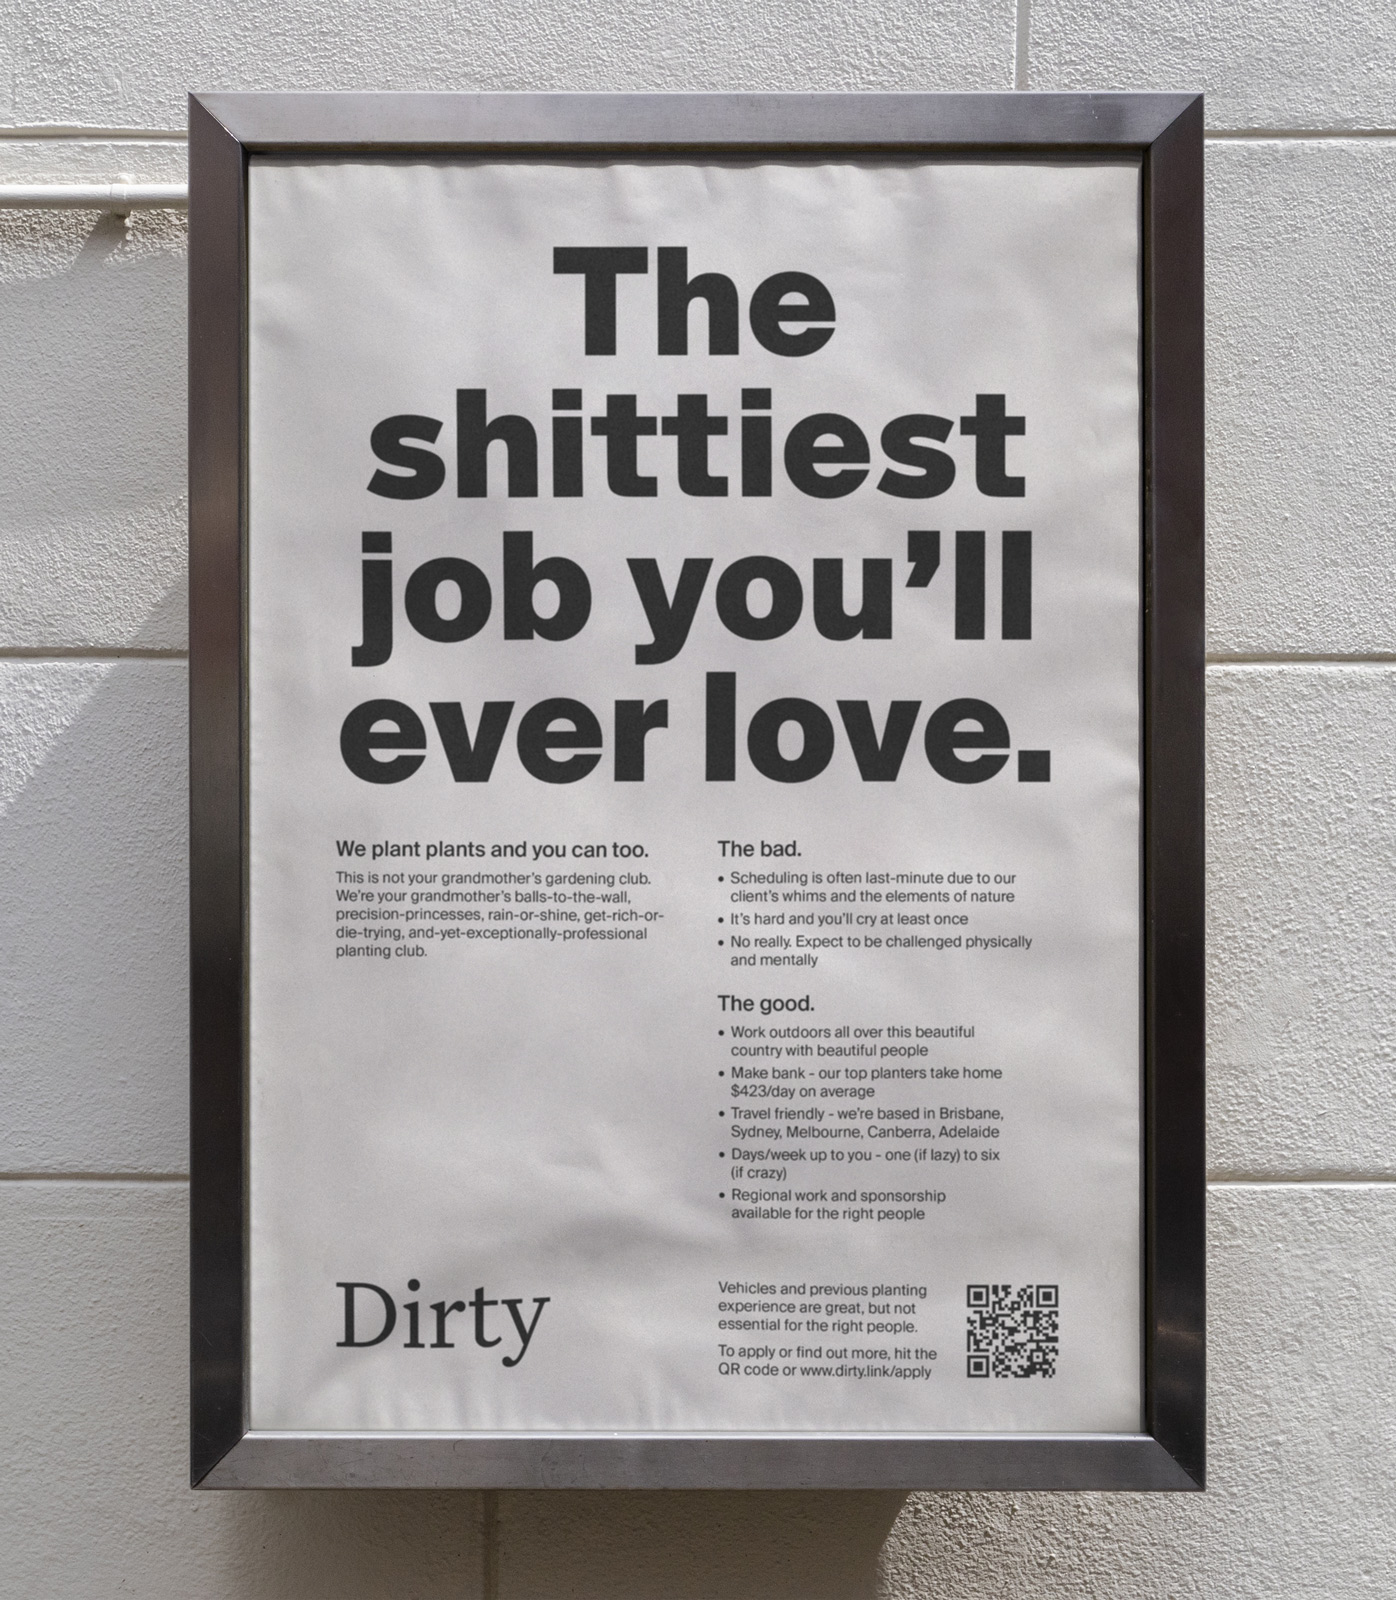 The
shittiest
job you’ll
ever love.
We plant plants and you can too.
This is not your grandmother’s gardening club.
We’re your grandmother’s balls-to-the-wall,
precision-princesses, rain-or-shine, get-rich-or-
die-trying, and-yet-exceptionally-professional
planting club.
The bad.
• Scheduling is often last-minute due to our
client’s whims and the elements of nature
• It’s hard and you’ll cry at least once
• No really. Expect to be challenged physically
and mentally
The good.
• Work outdoors all over this beautiful
country with beautiful people
• Make bank - our top planters take home
$423/day on average
• Travel friendly - we’re based in Brisbane,
Sydney, Melbourne, Canberra, Adelaide
• Days/week up to you - one (if lazy) to six
(if crazy)
• Regional work and sponsorship
available for the right people
Dirty
Vehicles and previous planting
experience are great, but not
essential for the right people.
To apply or find out more, hit the
QR code or www.dirty.link/apply